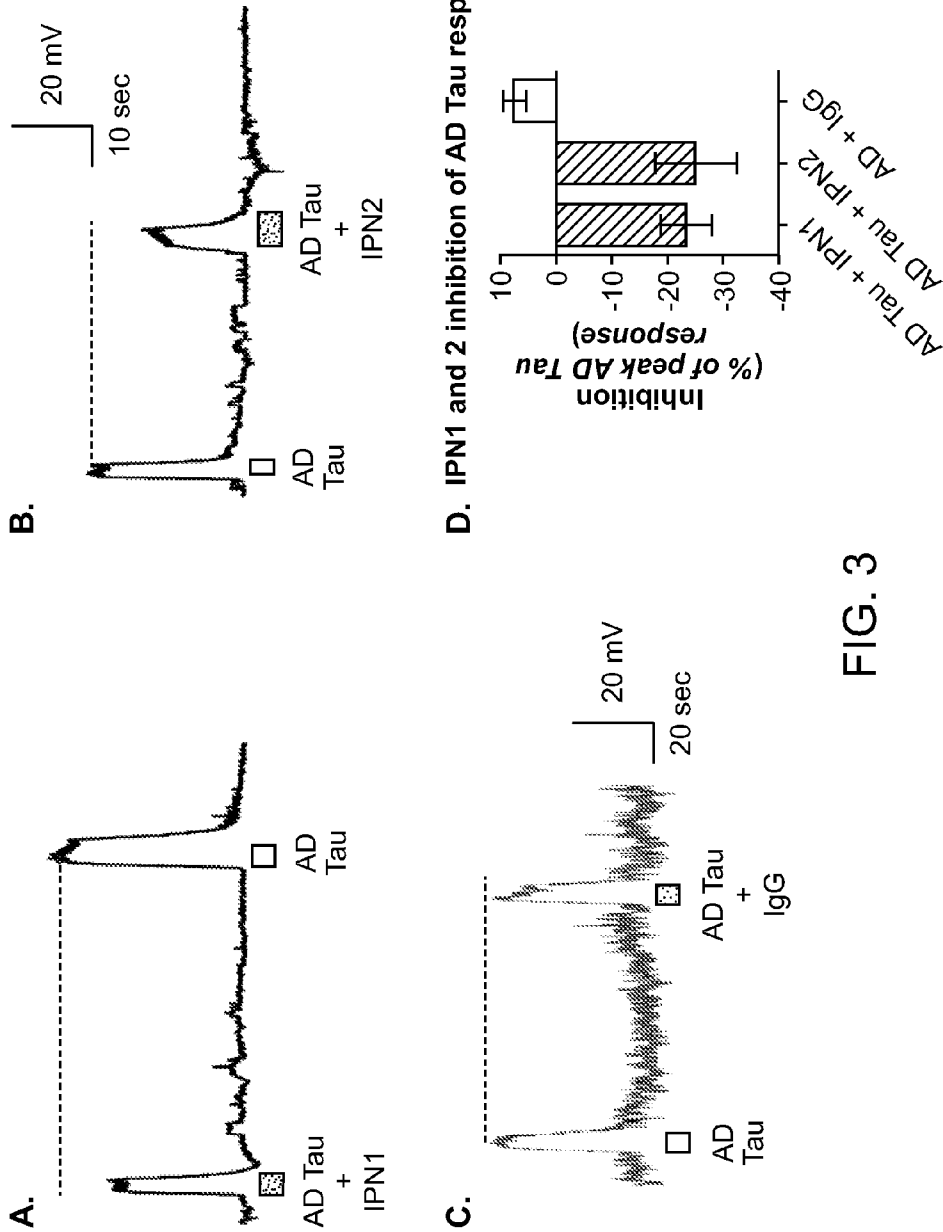 A.
AD Tau
+
IPN1
AD
Tau
B.
20 mV
10 sec
AD
Tau
AD Tau
+
IPN2
C.
20 mV
20 sec
AD
Tau
AD Tau
+
IgG
D. IPN1 and 2 inhibition of AD Tau resp
Inhibition
(% of peak AD Tau
response)
10
0
-10
-20
-30
-40
AD Tau + IPN1
AD Tau + IPN2
AD + IgG
FIG. 3